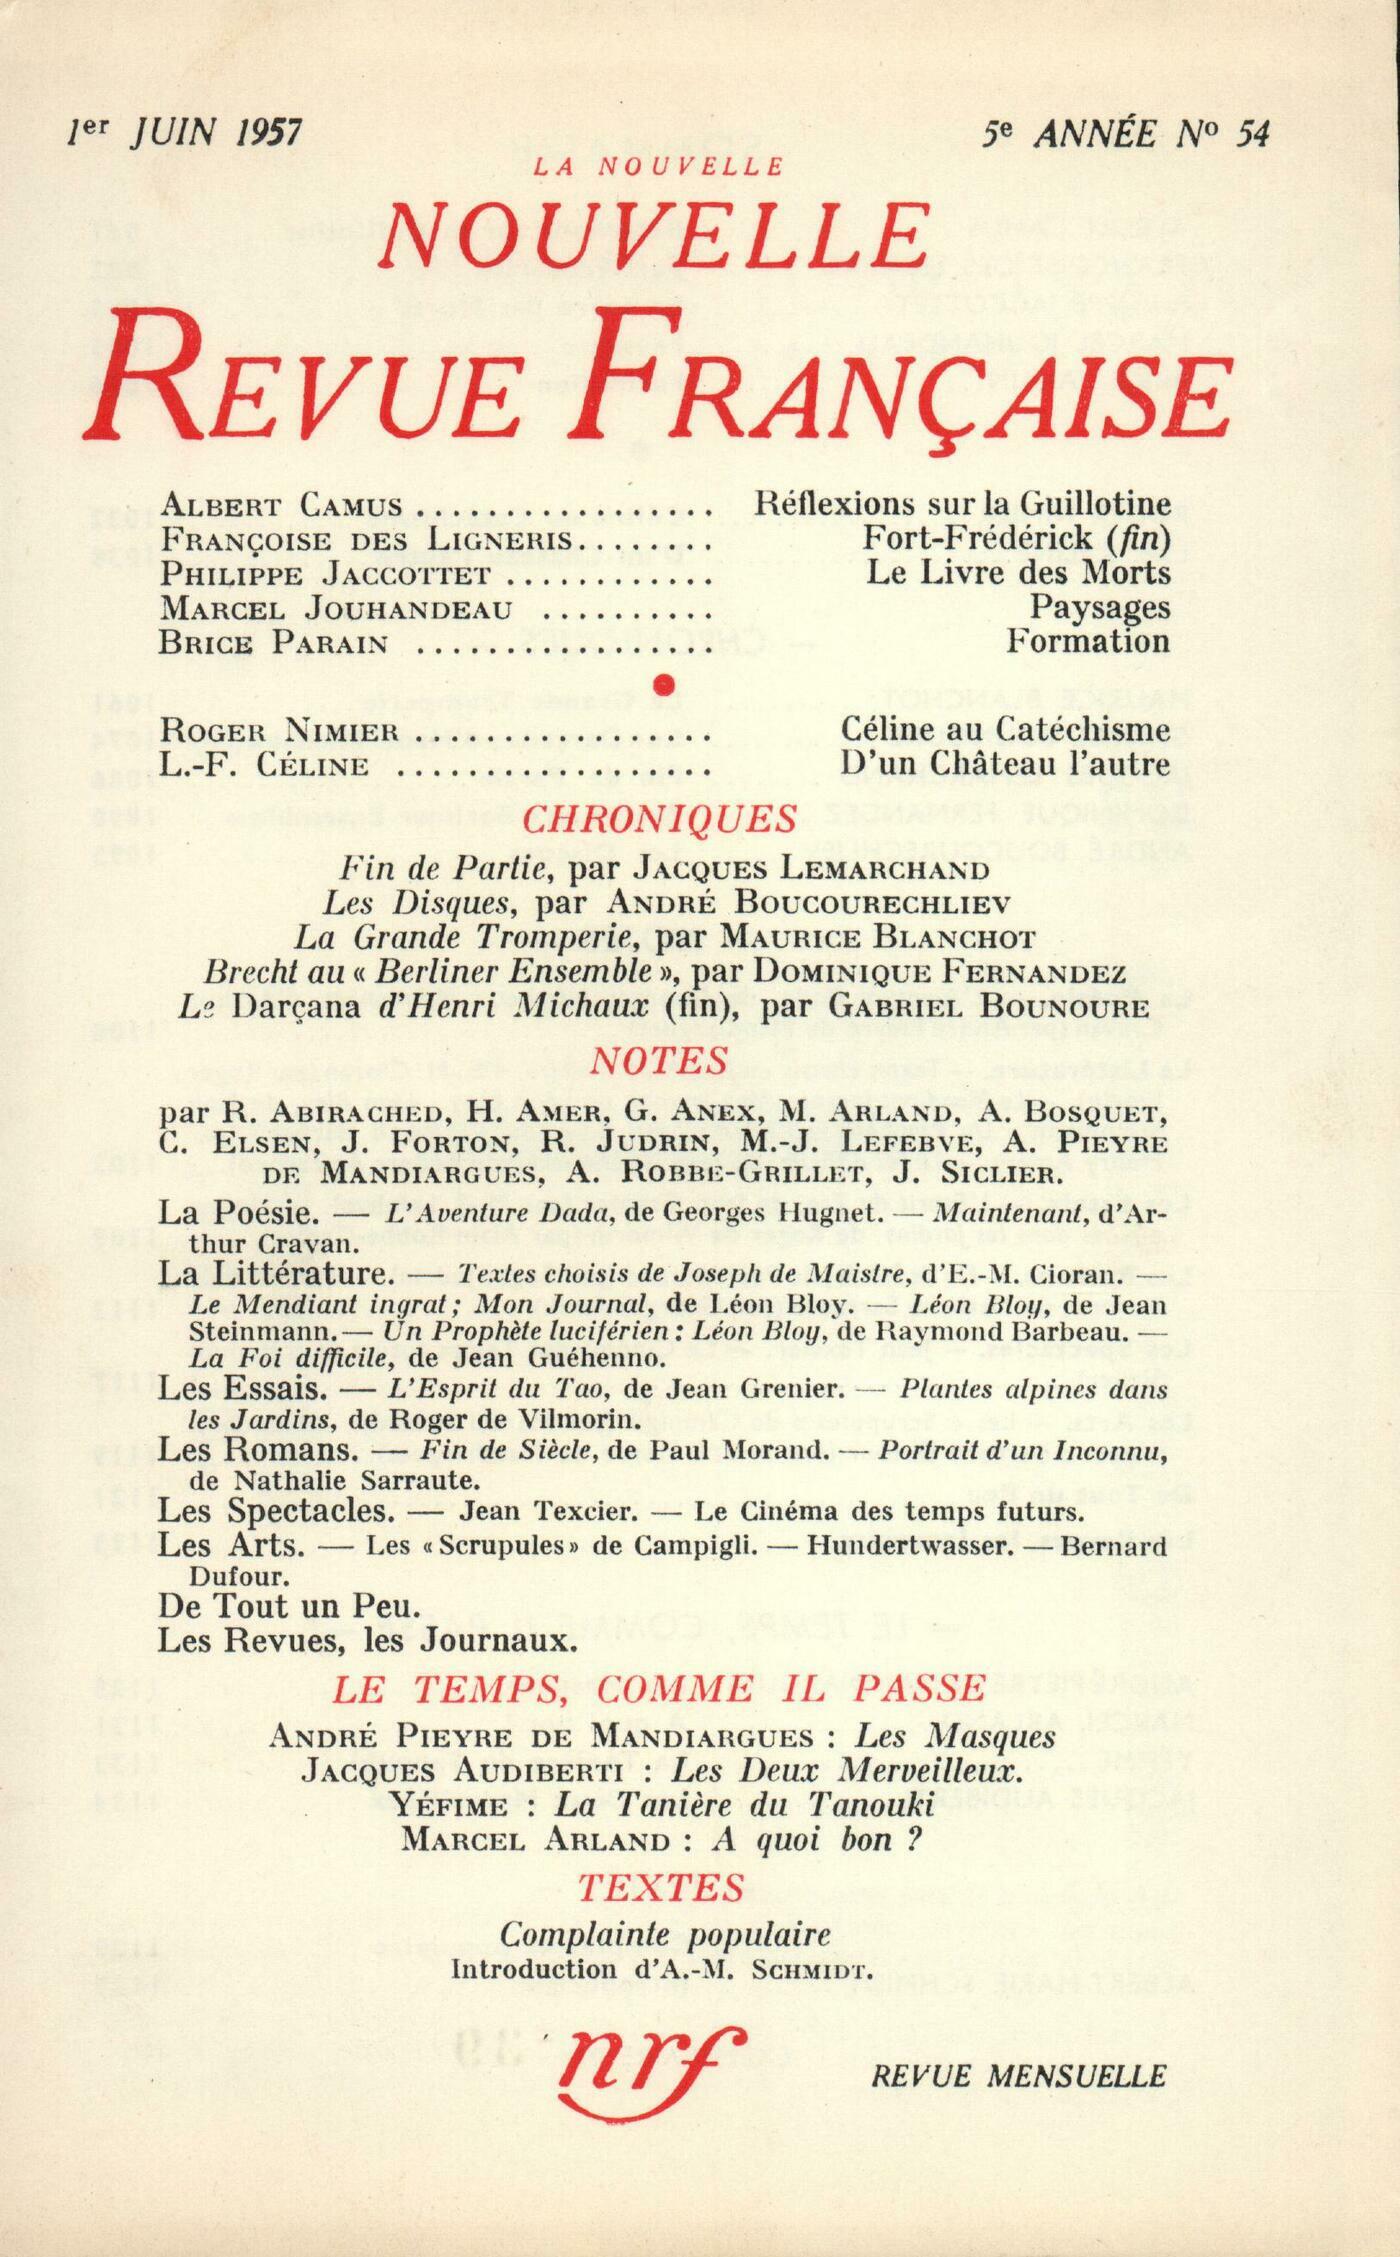 1er JUIN 1957
5e ANNÉE No 54
LA NOUVELLE
NOUVELLE
REVUE FRANÇAISE
ALBERT CAMUS ................. Réflexions sur la Guillotine
FRANÇOISE DES LIGNERIS........ Fort-Frédérick (fin)
PHILIPPE JACCOTTET ............ Le Livre des Morts
MARCEL JOUHANDEAU .......... Paysages
BRICE PARAIN ................. Formation
ROGER NIMIER ................. Céline au Catéchisme
L.-F. CÉLINE .................. D'un Château l'autre
CHRONIQUES
Fin de Partie, par JACQUES LEMARCHAND
Les Disques, par ANDRÉ BOUCOURECHLIEV
La Grande Tromperie, par MAURICE BLANCHOT
Brecht au « Berliner Ensemble », par DOMINIQUE FERNANDEZ
Le Darçana d'Henri Michaux (fin), par GABRIEL BOUNOURE
NOTES
par R. ABIRACHED, H. AMER, G. ANEX, M. ARLAND, A. BOSQUET,
C. ELSEN, J. FORTON, R. JUDRIN, M.-J. LEFEBVE, A. PIEYRE
DE MANDIARGUES, A. ROBBE-GRILLET, J. SICLIER.
La Poésie. — L'Aventure Dada, de Georges Hugnet. — Maintenant, d'Ar-
thur Cravan.
La Littérature. — Textes choisis de Joseph de Maistre, d'E.-M. Cioran. —
Le Mendiant ingrat ; Mon Journal, de Léon Bloy. — Léon Bloy, de Jean
Steinmann. — Un Prophète luciférien : Léon Bloy, de Raymond Barbeau. —
La Foi difficile, de Jean Guéhenno.
Les Essais. — L'Esprit du Tao, de Jean Grenier. — Plantes alpines dans
les Jardins, de Roger de Vilmorin.
Les Romans. — Fin de Siècle, de Paul Morand. — Portrait d'un Inconnu,
de Nathalie Sarraute.
Les Spectacles. — Jean Texcier. — Le Cinéma des temps futurs.
Les Arts. — Les « Scrupules » de Campigli. — Hundertwasser. — Bernard
Dufour.
De Tout un Peu.
Les Revues, les Journaux.
LE TEMPS, COMME IL PASSE
ANDRÉ PIEYRE DE MANDIARGUES : Les Masques
JACQUES AUDIBERTI : Les Deux Merveilleux.
YÉFIME : La Tanière du Tanouki
MARCEL ARLAND : A quoi bon ?
TEXTES
Complainte populaire
Introduction d'A.-M. SCHMIDT.
nrf
REVUE MENSUELLE